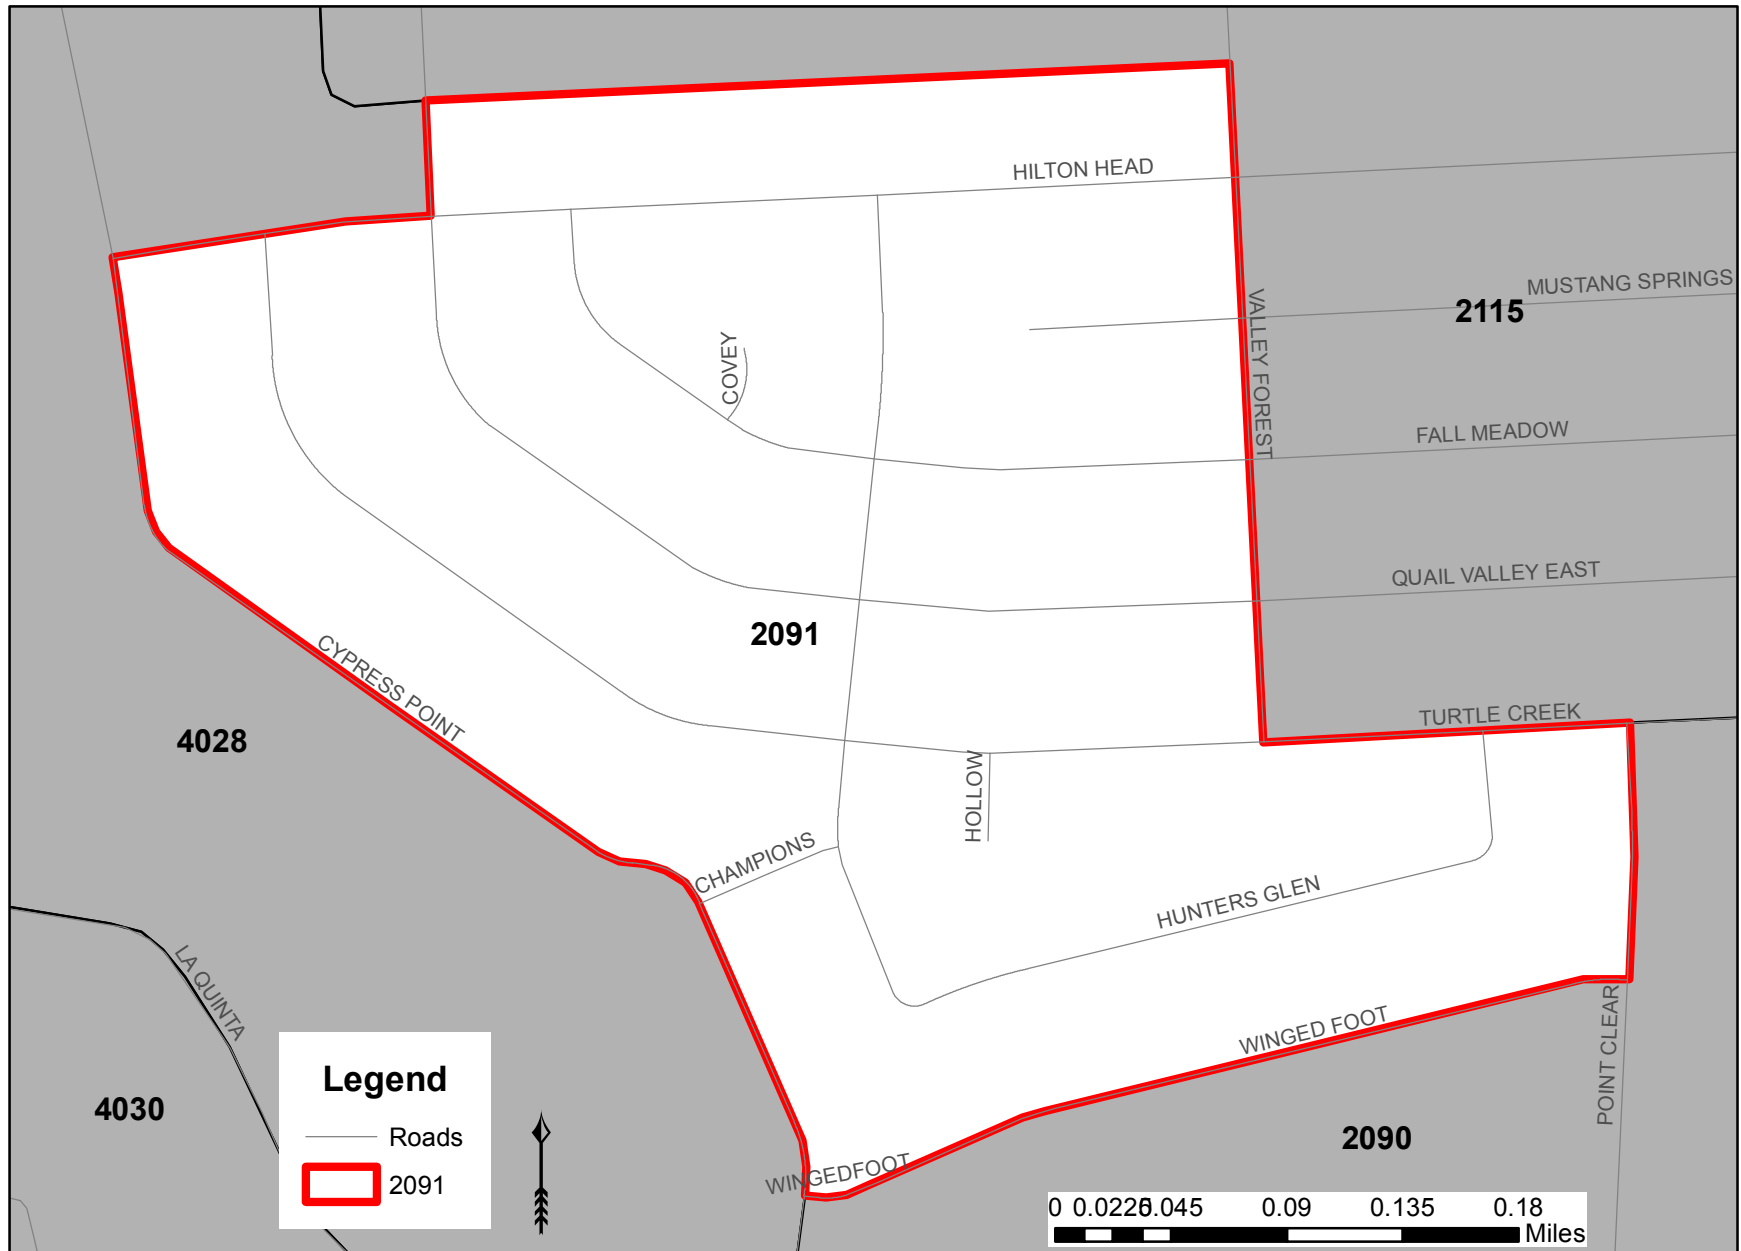 HILTON HEAD
MUSTANG SPRINGS
2115
VALLEY FOREST
COVEY
FALL MEADOW
QUAIL VALLEY EAST
2091
CYPRESS POINT
TURTLE CREEK
4028
HOLLOW
CHAMPIONS
HUNTERS GLEN
LA QUINTA
WINGED FOOT
POINT CLEAR
Legend
Roads
2091
4030
2090
WINGEDFOOT
0 0.0225 0.045 0.09 0.135 0.18
Miles